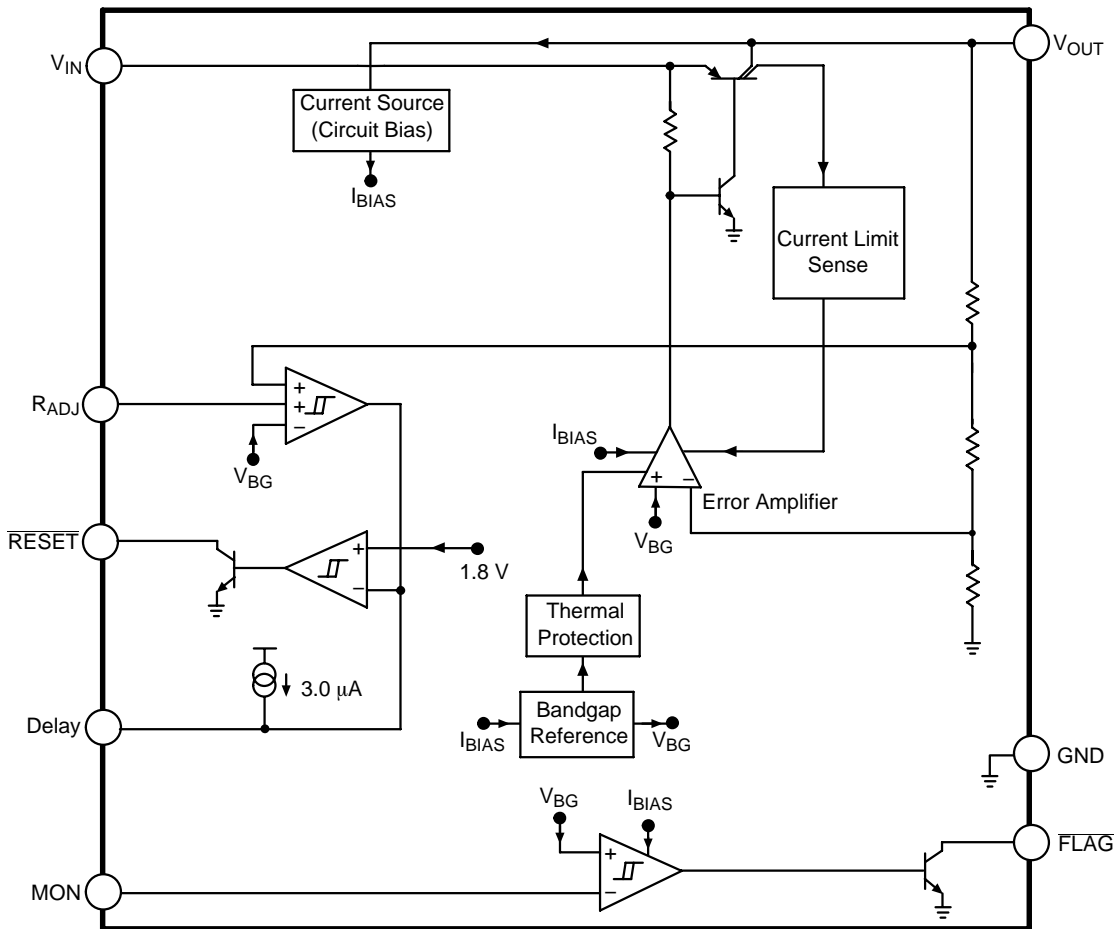 V_OUT
V_IN
Current Source
(Circuit Bias)
I_BIAS
Current Limit
Sense
R_ADJ
+
+
−
V_BG
I_BIAS
+
−
Error Amplifier
V_BG
RESET
+
−
1.8 V
Thermal
Protection
3.0 μA
Delay
I_BIAS
Bandgap
Reference
V_BG
GND
V_BG
I_BIAS
+
−
FLAG
MON